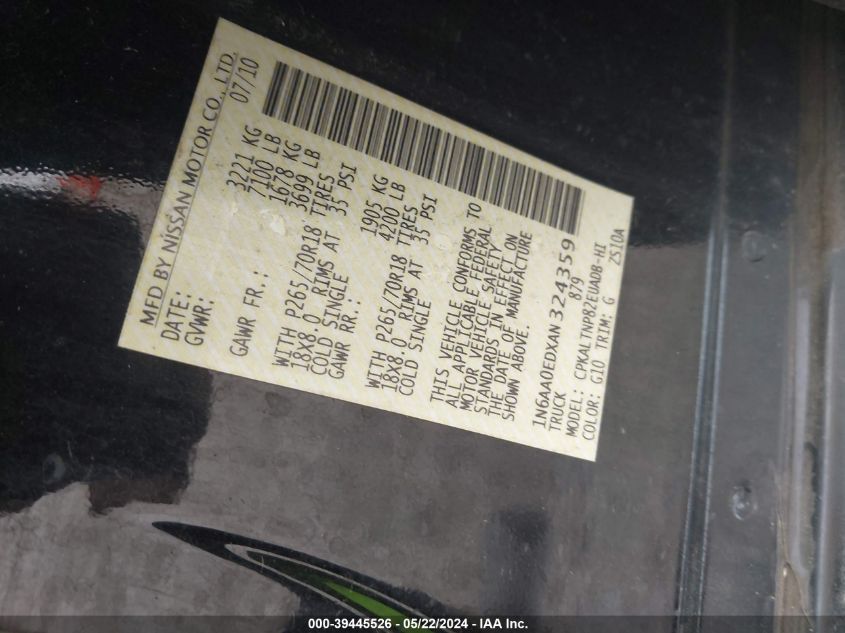 MFD BY NISSAN MOTOR CO., LTD.
DATE: 07/10
GVWR: 3221 KG
7100 LB
GAWR FR.: 1678 KG
3699 LB
WITH P265/70R18 TIRES
18X8.0 RIMS AT 35 PSI
COLD SINGLE
GAWR RR.: 1905 KG
4200 LB
WITH P265/70R18 TIRES
18X8.0 RIMS AT 35 PSI
COLD SINGLE
THIS VEHICLE CONFORMS TO
ALL APPLICABLE FEDERAL
MOTOR VEHICLE SAFETY
STANDARDS IN EFFECT ON
THE DATE OF MANUFACTURE
SHOWN ABOVE.
1N6AA0EDXAN324359
TRUCK 829
MODEL: CPKALTNP82EUADB-HI
COLOR: G10 TRIM: G ZS10A
000-39445526 - 05/22/2024 - IAA Inc.